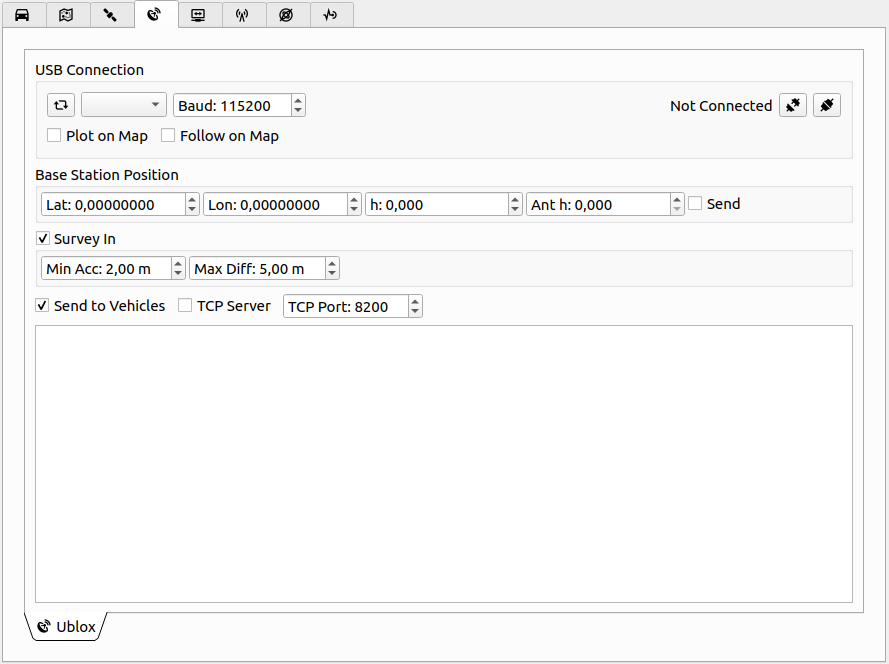 USB Connection
Baud: 115200 Not Connected
Plot on Map Follow on Map
Base Station Position
Lat: 0,00000000 Lon: 0,00000000 h: 0,000 Ant h: 0,000 Send
Survey In
Min Acc: 2,00 m Max Diff: 5,00 m
Send to Vehicles TCP Server TCP Port: 8200
Ublox